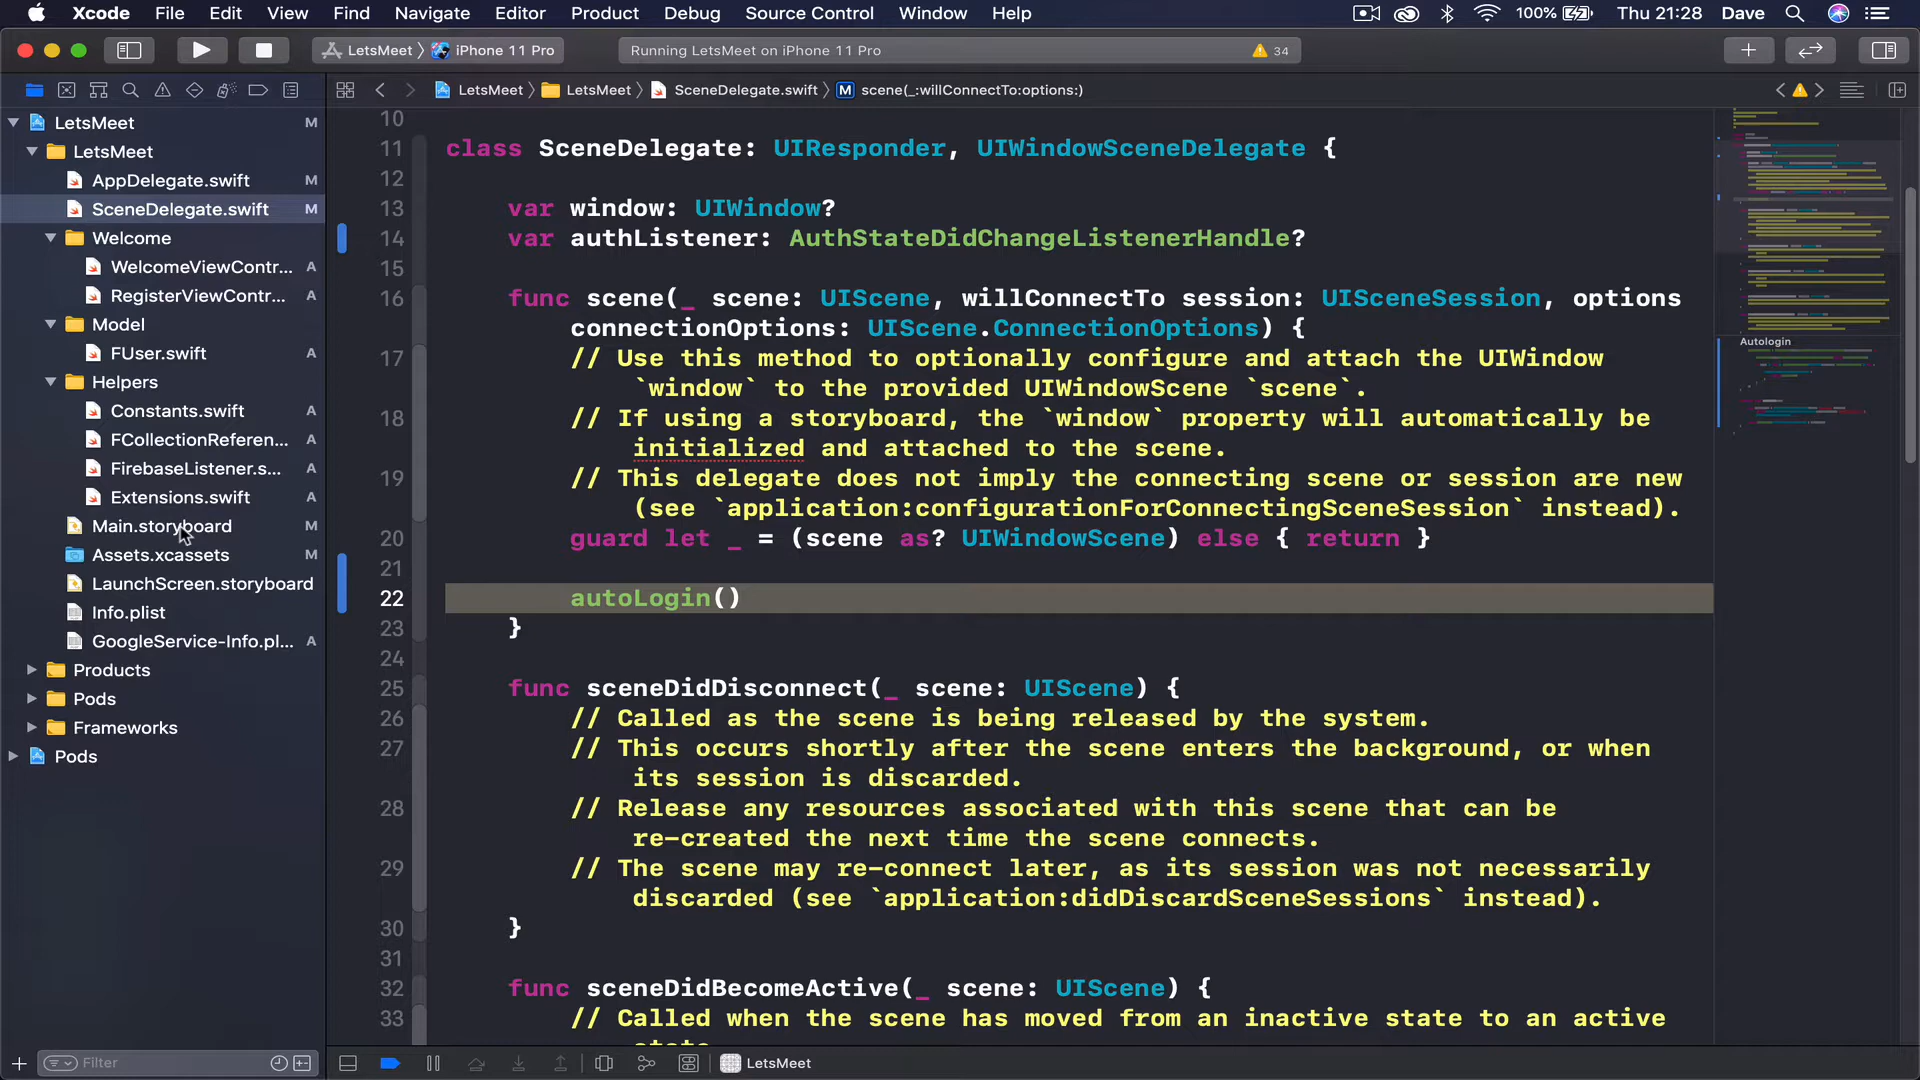 Xcode File Edit View Find Navigate Editor Product Debug Source Control Window Help 100% Thu 21:28 Dave
LetsMeet iPhone 11 Pro Running LetsMeet on iPhone 11 Pro 34
LetsMeet LetsMeet SceneDelegate.swift M scene(_:willConnectTo:options:)
LetsMeet M
LetsMeet
AppDelegate.swift M
SceneDelegate.swift M
Welcome
WelcomeViewContr... A
RegisterViewContr... A
Model
FUser.swift A
Helpers
Constants.swift A
FCollectionReferen... A
FirebaseListener.s... A
Extensions.swift A
Main.storyboard M
Assets.xcassets M
LaunchScreen.storyboard
Info.plist
GoogleService-Info.pl... A
Products
Pods
Frameworks
Pods
Filter
10
11 class SceneDelegate: UIResponder, UIWindowSceneDelegate {
12
13 var window: UIWindow?
14 var authListener: AuthStateDidChangeListenerHandle?
15
16 func scene(_ scene: UIScene, willConnectTo session: UISceneSession, options
connectionOptions: UIScene.ConnectionOptions) {
17 // Use this method to optionally configure and attach the UIWindow
`window` to the provided UIWindowScene `scene`.
18 // If using a storyboard, the `window` property will automatically be
initialized and attached to the scene.
19 // This delegate does not imply the connecting scene or session are new
(see `application:configurationForConnectingSceneSession` instead).
20 guard let _ = (scene as? UIWindowScene) else { return }
21
22 autoLogin()
23 }
24
25 func sceneDidDisconnect(_ scene: UIScene) {
26 // Called as the scene is being released by the system.
27 // This occurs shortly after the scene enters the background, or when
its session is discarded.
28 // Release any resources associated with this scene that can be
re-created the next time the scene connects.
29 // The scene may re-connect later, as its session was not necessarily
discarded (see `application:didDiscardSceneSessions` instead).
30 }
31
32 func sceneDidBecomeActive(_ scene: UIScene) {
33 // Called when the scene has moved from an inactive state to an active
Autologin
LetsMeet